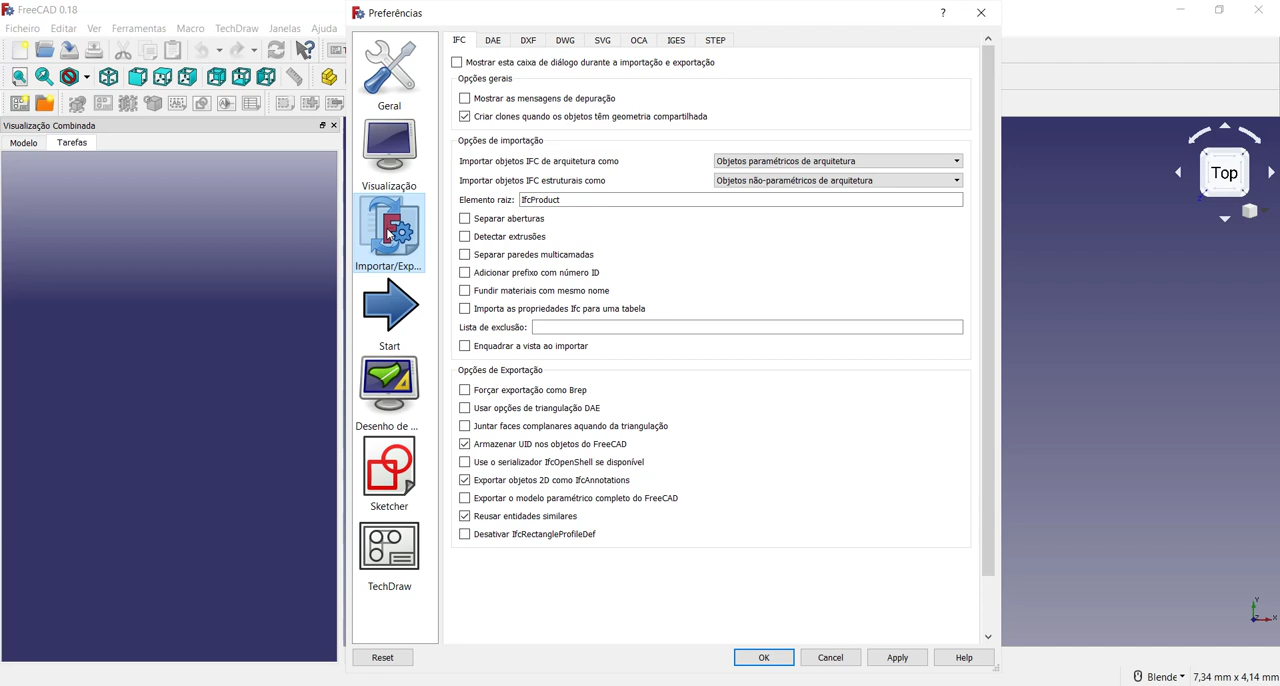 FreeCAD 0.18
Ficheiro Editar Ver Ferramentas Macro TechDraw Janelas Ajuda
Visualização Combinada
Modelo Tarefas
Preferências
?
Geral
Visualização
Importar/Exp...
Start
Desenho de ...
Sketcher
TechDraw
IFC DAE DXF DWG SVG OCA IGES STEP
Mostrar esta caixa de diálogo durante a importação e exportação
Opções gerais
Mostrar as mensagens de depuração
Criar clones quando os objetos têm geometria compartilhada
Opções de importação
Importar objetos IFC de arquitetura como Objetos paramétricos de arquitetura
Importar objetos IFC estruturais como Objetos não-paramétricos de arquitetura
Elemento raiz: IfcProduct
Separar aberturas
Detectar extrusões
Separar paredes multicamadas
Adicionar prefixo com número ID
Fundir materiais com mesmo nome
Importa as propriedades Ifc para uma tabela
Lista de exclusão:
Enquadrar a vista ao importar
Opções de Exportação
Forçar exportação como Brep
Usar opções de triangulação DAE
Juntar faces complanares aquando da triangulação
Armazenar UID nos objetos do FreeCAD
Use o serializador IfcOpenShell se disponível
Exportar objetos 2D como IfcAnnotations
Exportar o modelo paramétrico completo do FreeCAD
Reusar entidades similares
Desativar IfcRectangleProfileDef
Reset OK Cancel Apply Help
Top
Z
Y
X
Blende 7,34 mm x 4,14 mm